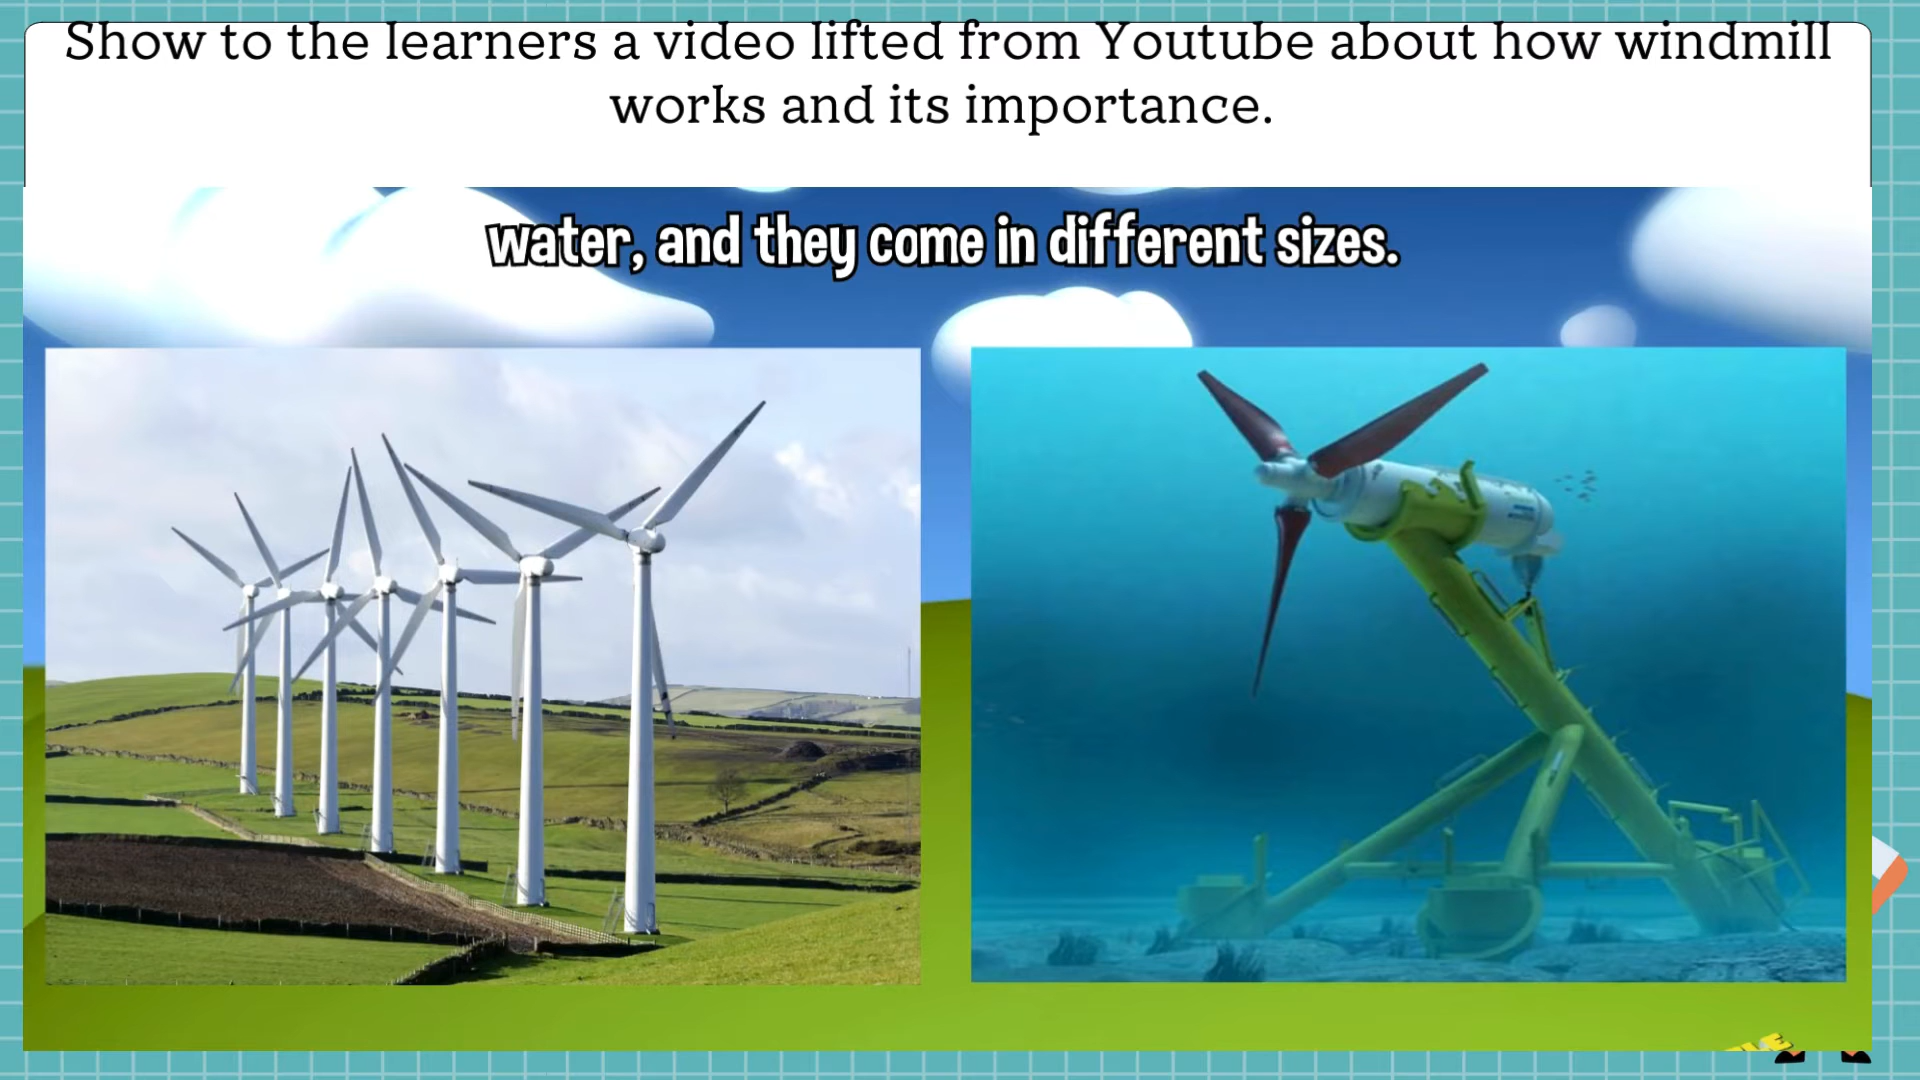 Show to the learners a video lifted from Youtube about how windmill
works and its importance.
water, and they come in different sizes.